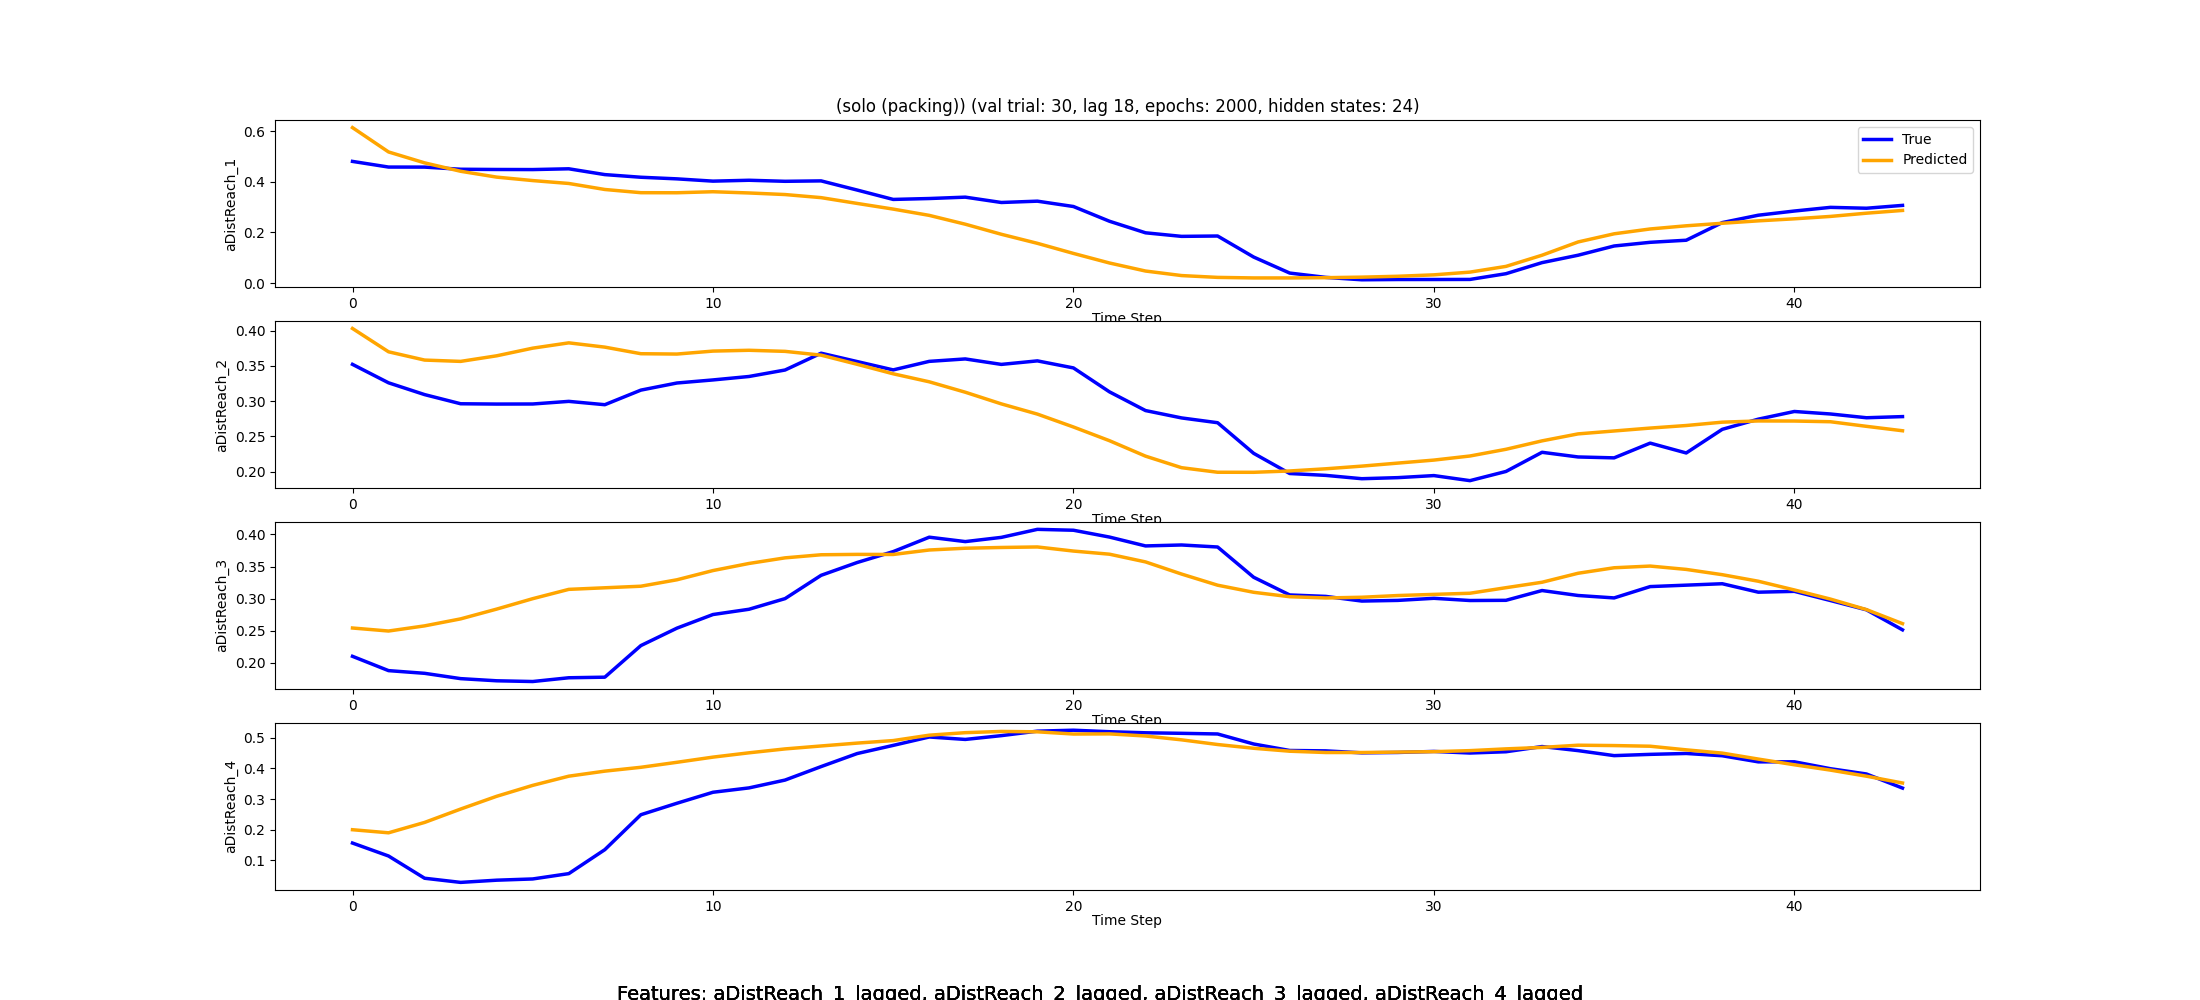 (solo (packing)) (val trial: 30, lag 18, epochs: 2000, hidden states: 24)
0.6
0.4
0.2
0.0
aDistReach_1
True
Predicted
0 10 20 30 40
Time Step
0.40
0.35
0.30
0.25
0.20
aDistReach_2
0 10 20 30 40
Time Step
0.40
0.35
0.30
0.25
0.20
aDistReach_3
0 10 20 30 40
Time Step
0.5
0.4
0.3
0.2
0.1
aDistReach_4
0 10 20 30 40
Time Step
Features: aDistReach_1_lagged, aDistReach_2_lagged, aDistReach_3_lagged, aDistReach_4_lagged